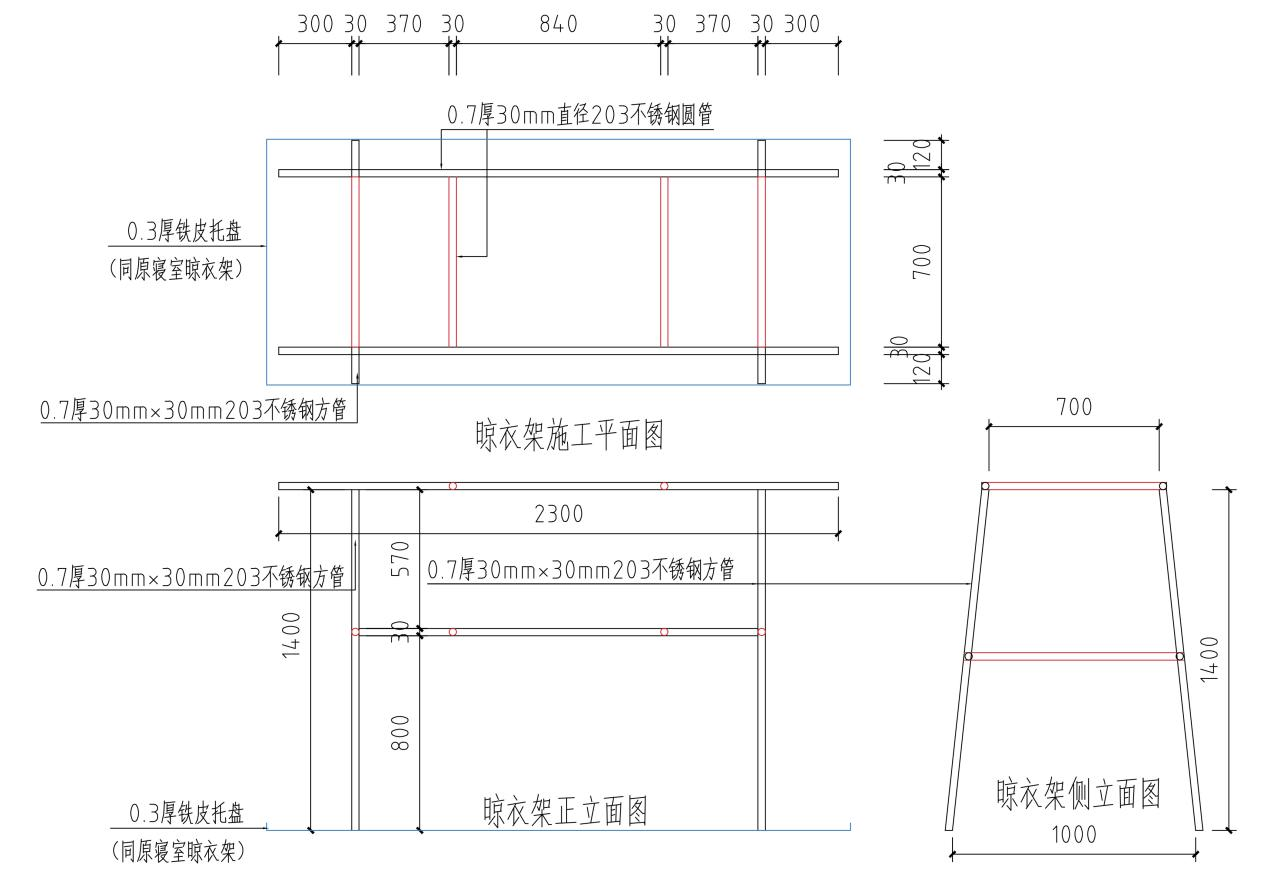 300 30 370 30 840 30 370 30 300
0.7厚30mm直径203不锈钢圆管
120
30
0.3厚铁皮托盘
(同原寝室晾衣架)
700
30
120
0.7厚30mm×30mm203不锈钢方管
晾衣架施工平面图
700
2300
570
0.7厚30mm×30mm203不锈钢方管
0.7厚30mm×30mm203不锈钢方管
1400
30
1400
800
晾衣架正立面图
晾衣架侧立面图
0.3厚铁皮托盘
(同原寝室晾衣架)
1000